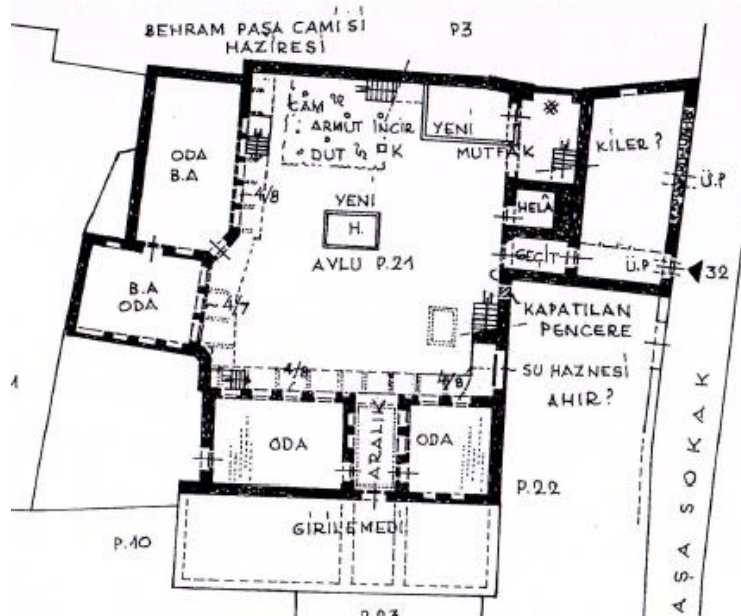 BEHRAM PAŞA CAMİSİ
HAZİRESİ
P3
ÇAM
ARMUT İNCİR
DUT
K
YENİ
MUTFAK
KİLER?
ODA
B.A
4/8
YENİ
H.
AVLU P.21
HELÂ
GEÇİT
Ü.P
Ü.P
32
B.A
ODA
4/7
KAPATILAN
PENCERE
SU HAZNESİ
AHIR?
4/8
4/8
ODA
ARALIK
ODA
P.22
GİRİLEMEDİ
P.10
AŞA SOKAK